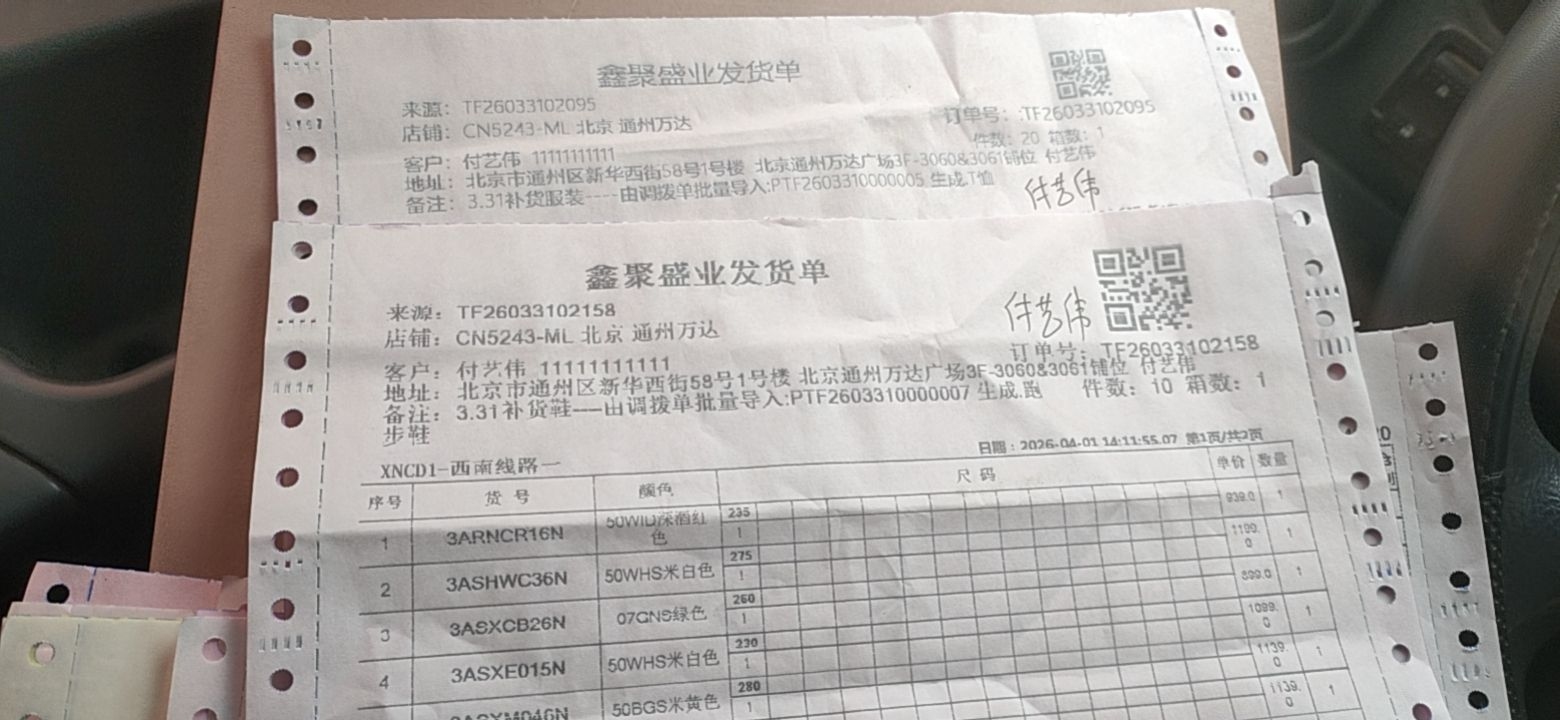 鑫聚盛业发货单
来源：TF26033102095
订单号：TF26033102095
店铺：CN5243-ML 北京 通州万达
件数：20 箱数：1
客户：付艺伟 11111111111
地址：北京市通州区新华西街58号1号楼 北京通州万达广场3F-3060&3061铺位 付艺伟
备注：3.31补货服装----由调拨单批量导入:PTF2603310000005 生成.T恤
付艺伟
鑫聚盛业发货单
付艺伟
来源：TF26033102158
店铺：CN5243-ML 北京 通州万达
订单号：TF26033102158
客户：付艺伟 11111111111
地址：北京市通州区新华西街58号1号楼 北京通州万达广场3F-3060&3061铺位 付艺伟
备注：3.31补货鞋----由调拨单批量导入:PTF2603310000007 生成.跑步鞋
件数：10 箱数：1
日期：2026-04-01 14:11:55.07 第1页/共2页
XNCD1-西南线路一
序号 货号 颜色 尺码 单价 数量
1 3ARNCR16N 50WID深酒红色 235 1 939.0 1
2 3ASHWC36N 50WHS米白色 275 1 1199.0 1
3 3ASXCB26N 07GNS绿色 260 1 899.0 1
4 3ASXE015N 50WHS米白色 230 1 1099.0 1
3ASXM046N 50BGS米黄色 280 1 1139.0 1
1139.0 1